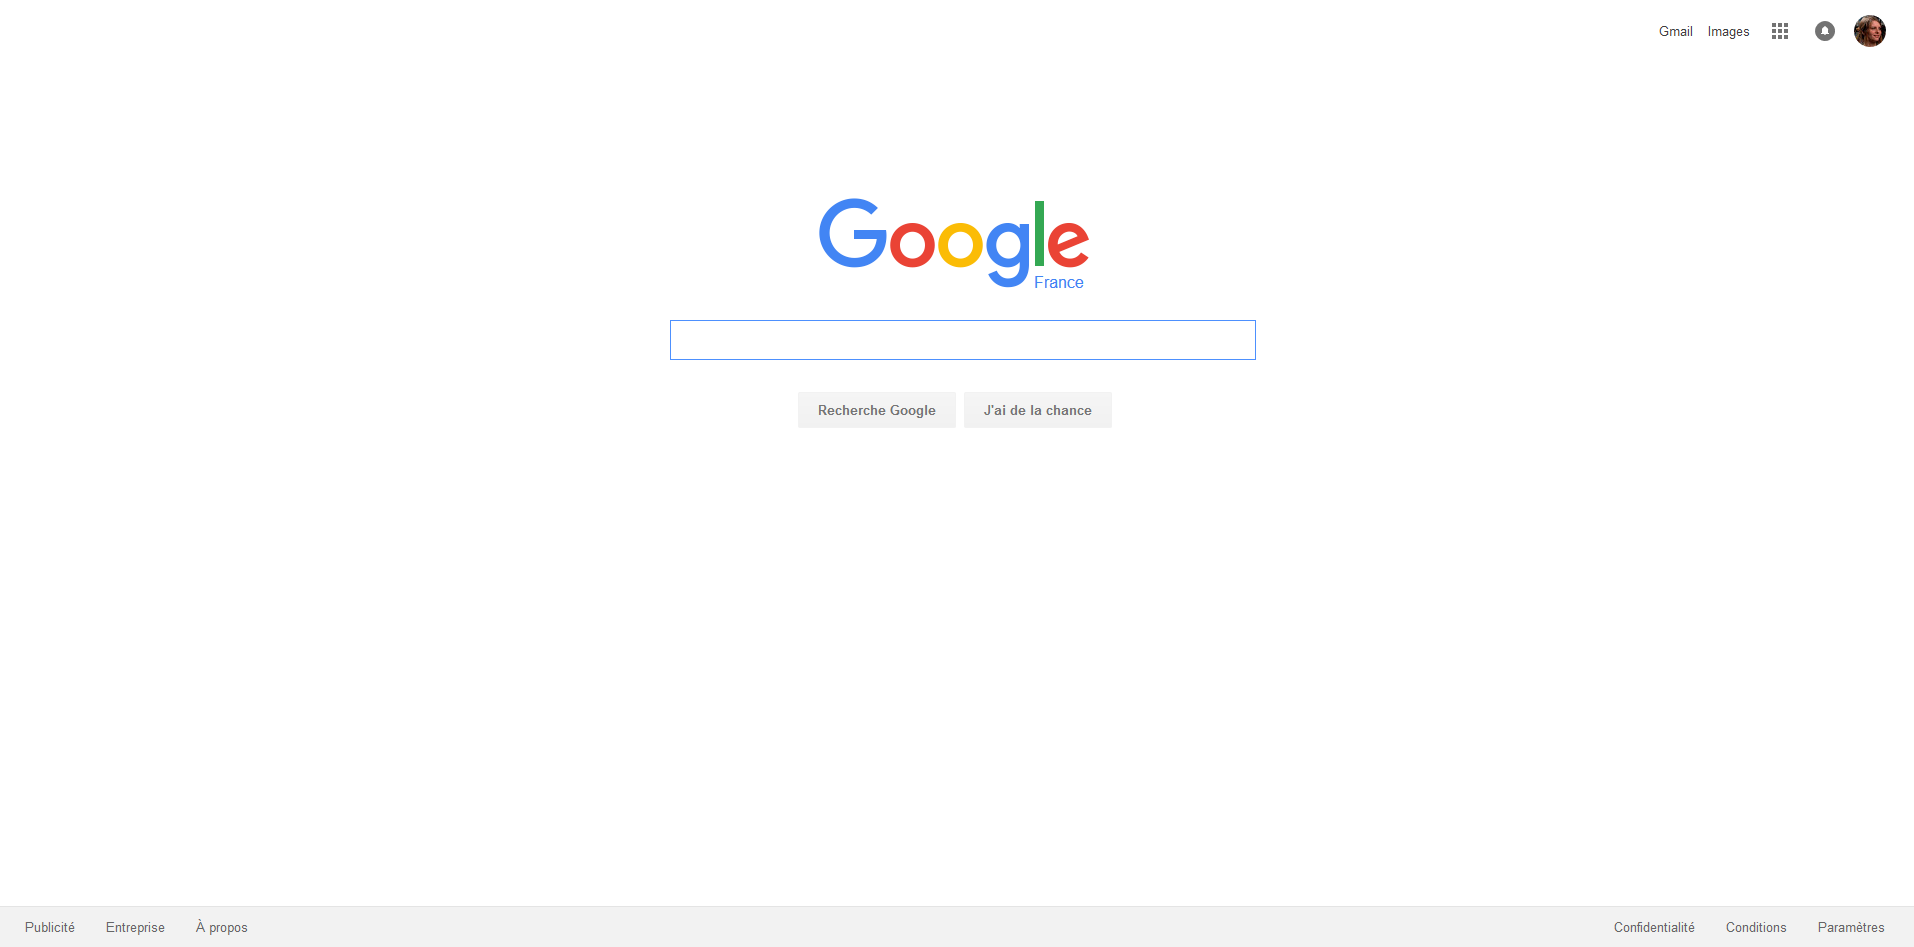 Gmail Images
Google
France
Recherche Google J'ai de la chance
Publicité Entreprise À propos Confidentialité Conditions Paramètres